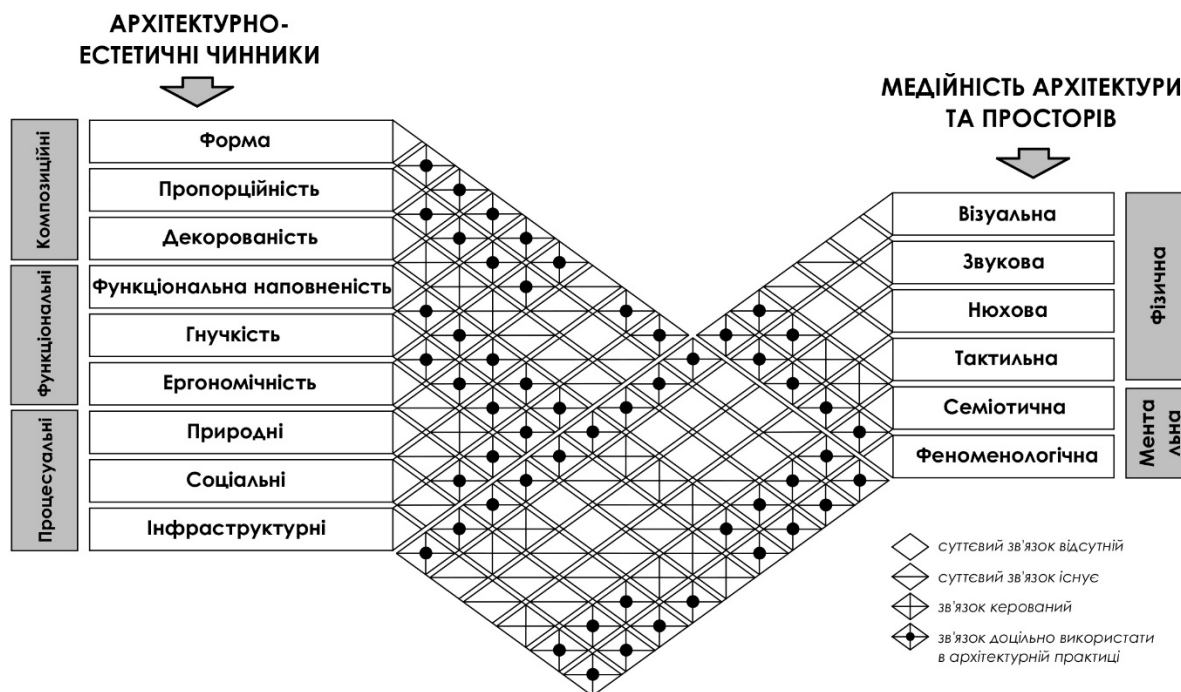 АРХІТЕКТУРНО-
ЕСТЕТИЧНІ ЧИННИКИ
МЕДІЙНІСТЬ АРХІТЕКТУРИ
ТА ПРОСТОРІВ
Композиційні
Форма
Пропорційність
Декорованість
Функціональні
Функціональна наповненість
Гнучкість
Ергономічність
Процесуальні
Природні
Соціальні
Інфраструктурні
Візуальна
Звукова
Нюхова
Тактильна
Фізична
Семіотична
Феноменологічна
Мента
льна
суттєвий зв'язок відсутній
суттєвий зв'язок існує
зв'язок керований
зв'язок доцільно використати
в архітектурній практиці